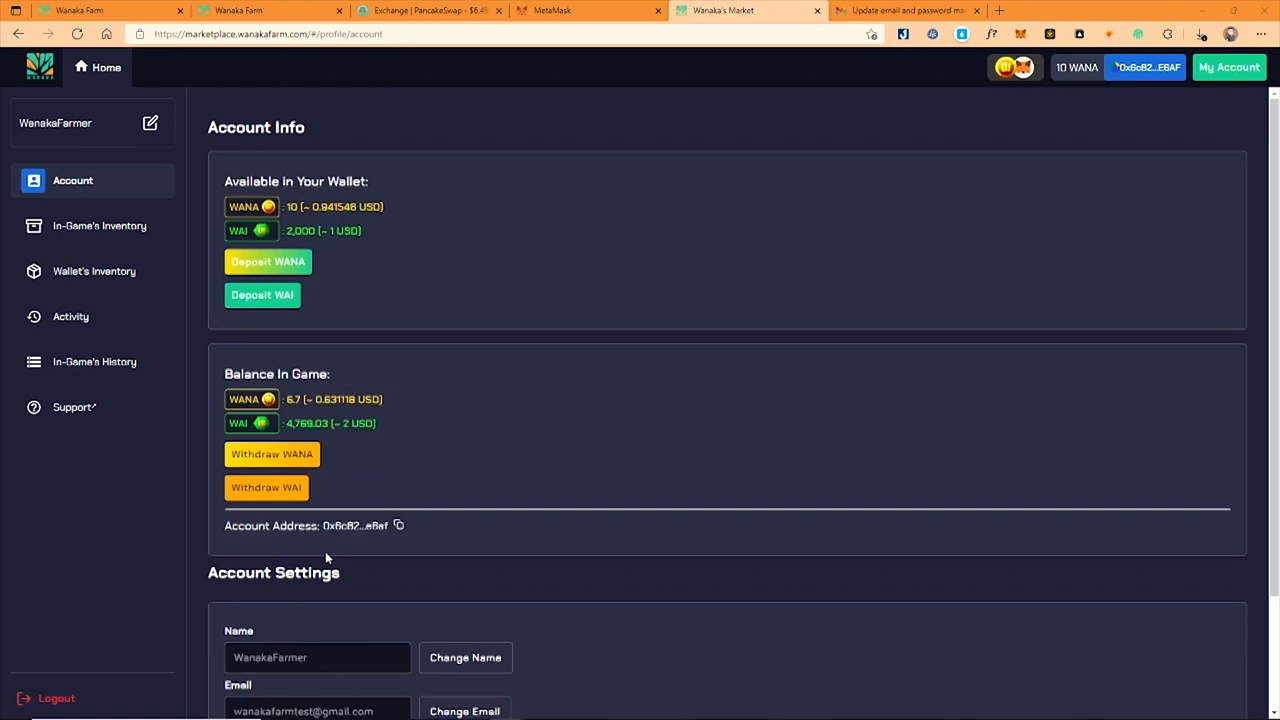 Wanaka Farm
Wanaka Farm
Exchange | PancakeSwap - $6.49
MetaMask
Wanaka's Market
Update email and password ma
https://marketplace.wanakafarm.com/#/profile/account
WANAKA
Home
10 WANA
0x6c82...E6AF
My Account
WanakaFarmer
Account
In-Game's Inventory
Wallet's Inventory
Activity
In-Game's History
Support
Logout
Account Info
Available in Your Wallet:
WANA : 10 (~ 0.941546 USD)
WAI : 2,000 (~ 1 USD)
Deposit WANA
Deposit WAI
Balance In Game:
WANA : 6.7 (~ 0.631118 USD)
WAI : 4,769.03 (~ 2 USD)
Withdraw WANA
Withdraw WAI
Account Address: 0x6c82...e6af
Account Settings
Name
WanakaFarmer
Change Name
Email
wanakafarmtest@gmail.com
Change Email